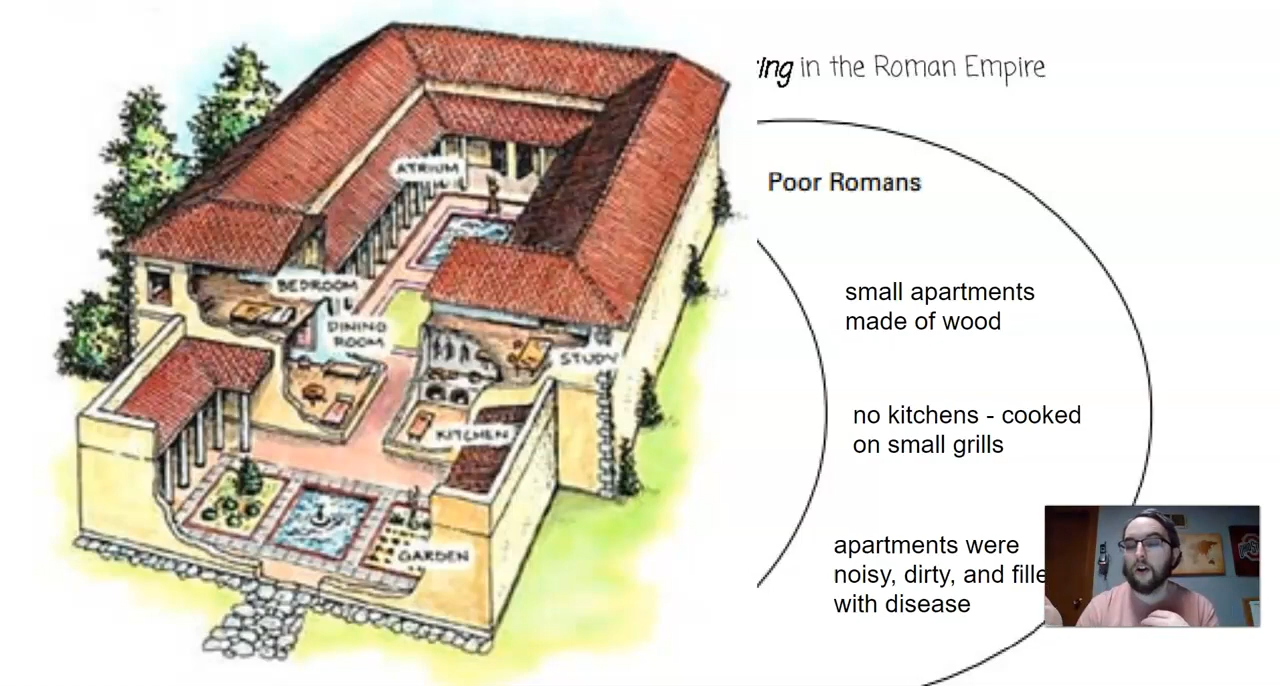 ing in the Roman Empire
ATRIUM
BEDROOM
DINING
ROOM
STUDY
KITCHEN
GARDEN
Poor Romans
small apartments
made of wood
no kitchens - cooked
on small grills
apartments were
noisy, dirty, and fille
with disease